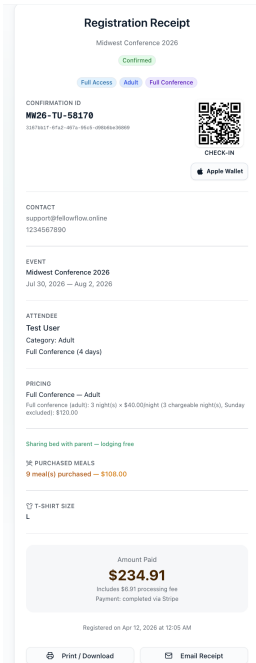 Registration Receipt
Midwest Conference 2026
Confirmed
Full Access Adult Full Conference
CONFIRMATION ID
MW26-TU-58170
CHECK-IN
Apple Wallet
CONTACT
support@fellowflow.online
1234567890
EVENT
Midwest Conference 2026
Jul 30, 2026 — Aug 2, 2026
ATTENDEE
Test User
Category: Adult
Full Conference (4 days)
PRICING
Full Conference — Adult
Full conference (adult): 3 night(s) × $40.00/night (3 chargeable night(s), Sunday
excluded): $120.00
Sharing bed with parent — lodging free
PURCHASED MEALS
9 meal(s) purchased — $108.00
T-SHIRT SIZE
L
Amount Paid
$234.91
Includes $6.91 processing fee
Payment: completed via Stripe
Registered on Apr 12, 2026 at 12:05 AM
Print / Download
Email Receipt